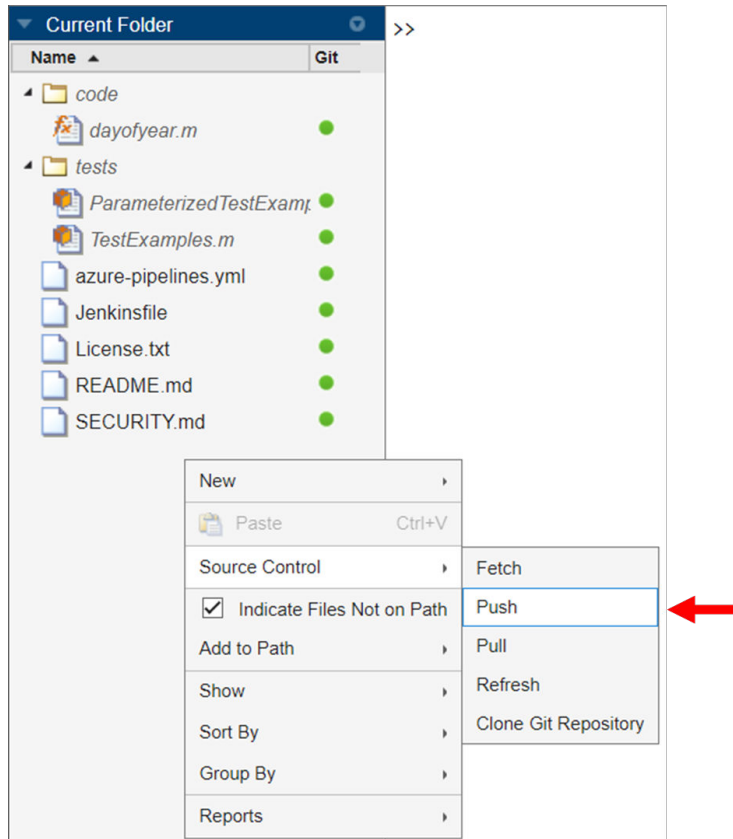 Current Folder
>>
Name Git
code
dayofyear.m
tests
ParameterizedTestExamp
TestExamples.m
azure-pipelines.yml
Jenkinsfile
License.txt
README.md
SECURITY.md
New
Paste Ctrl+V
Source Control
Indicate Files Not on Path
Add to Path
Show
Sort By
Group By
Reports
Fetch
Push
Pull
Refresh
Clone Git Repository